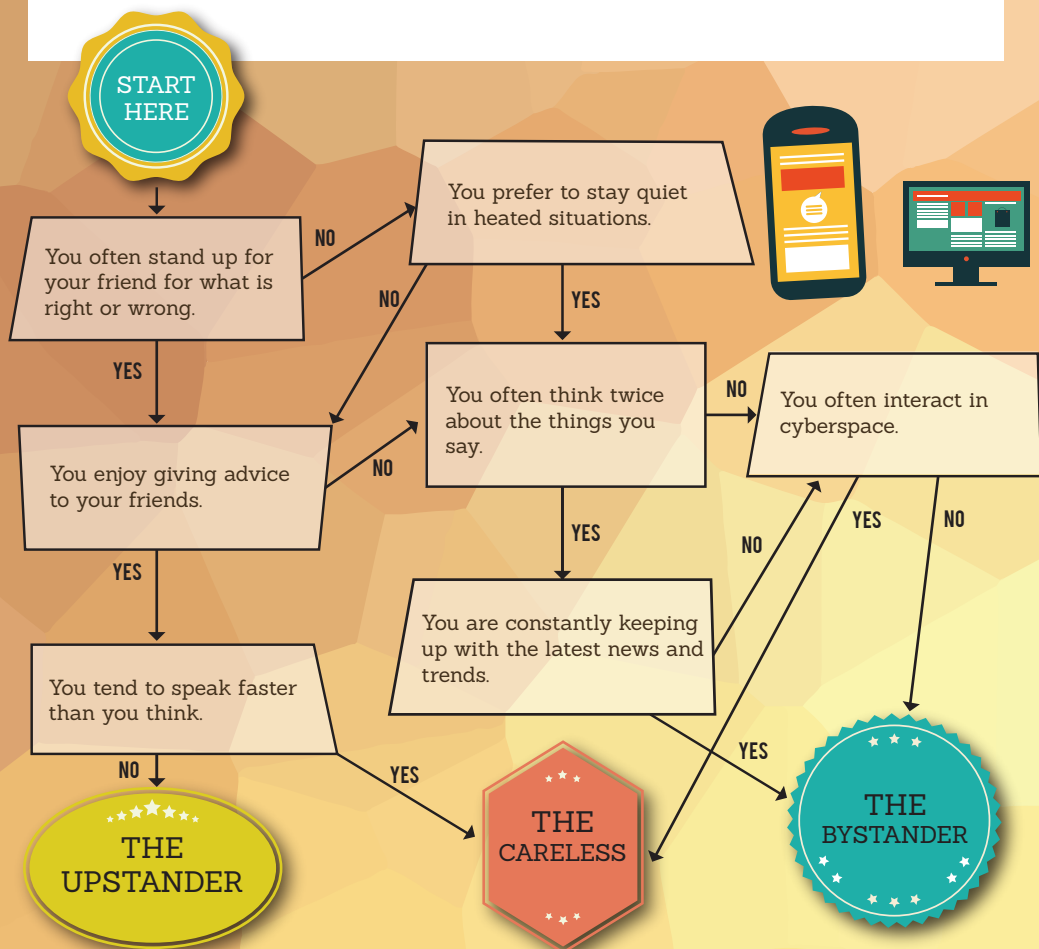 START
HERE
You prefer to stay quiet
in heated situations.
NO
You often stand up for
your friend for what is
right or wrong.
NO
YES
YES
You often think twice
about the things you
say.
NO
You often interact in
cyberspace.
You enjoy giving advice
to your friends.
NO
YES
YES
NO
YES
NO
You are constantly keeping
up with the latest news and
trends.
You tend to speak faster
than you think.
NO
YES
YES
THE
UPSTANDER
THE
CARELESS
THE
BYSTANDER